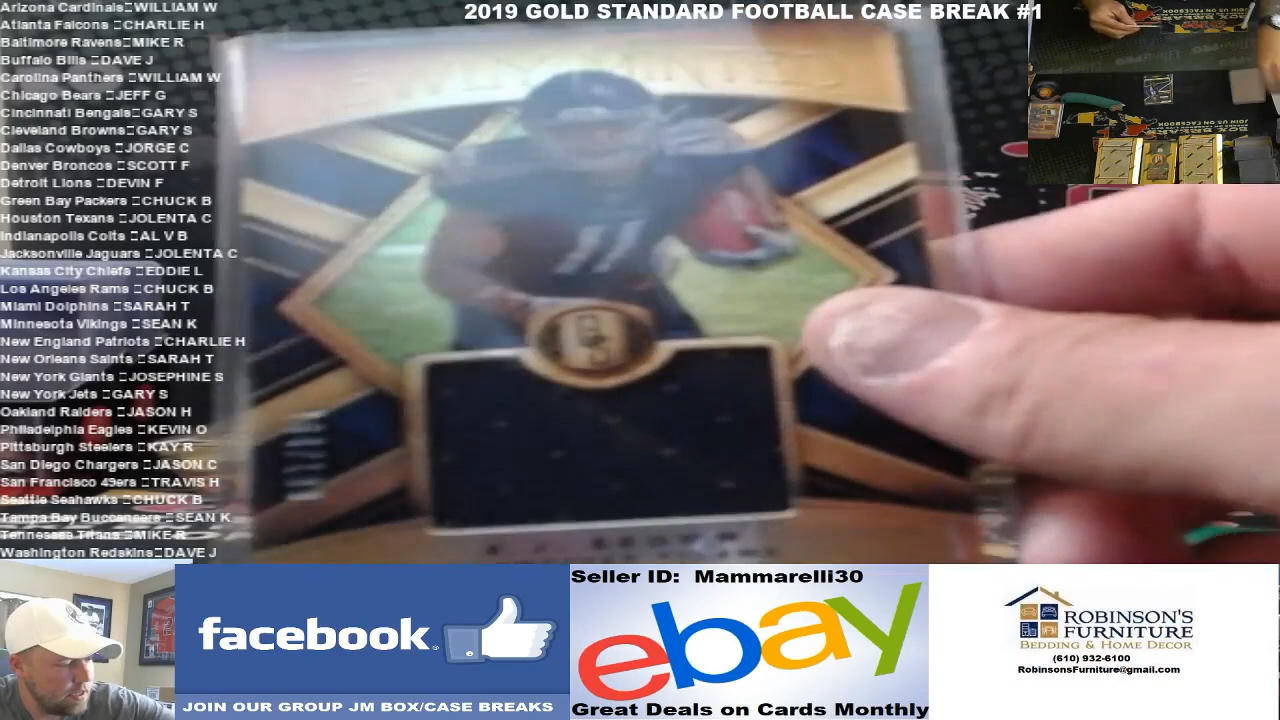 2019 GOLD STANDARD FOOTBALL CASE BREAK #1
Arizona Cardinals□WILLIAM W
Atlanta Falcons □CHARLIE H
Baltimore Ravens□MIKE R
Buffalo Bills □DAVE J
Carolina Panthers □WILLIAM W
Chicago Bears □JEFF G
Cincinnati Bengals□GARY S
Cleveland Browns□GARY S
Dallas Cowboys □JORGE C
Denver Broncos □SCOTT F
Detroit Lions □DEVIN F
Green Bay Packers □CHUCK B
Houston Texans □JOLENTA C
Indianapolis Colts □AL V B
Jacksonville Jaguars □JOLENTA C
Kansas City Chiefs □EDDIE L
Los Angeles Rams □CHUCK B
Miami Dolphins □SARAH T
Minnesota Vikings □SEAN K
New England Patriots □CHARLIE H
New Orleans Saints □SARAH T
New York Giants □JOSEPHINE S
New York Jets □GARY S
Oakland Raiders □JASON H
Philadelphia Eagles □KEVIN O
Pittsburgh Steelers □KAY R
San Diego Chargers □JASON C
San Francisco 49ers □TRAVIS H
Seattle Seahawks □CHUCK B
Tampa Bay Buccaneers □SEAN K
Tennessee Titans □MIKE R
Washington Redskins□DAVE J
11
facebook
JOIN OUR GROUP JM BOX/CASE BREAKS
Seller ID: Mammarelli30
ebay
Great Deals on Cards Monthly
ROBINSON'S
FURNITURE
BEDDING & HOME DECOR
(610) 932-6100
RobinsonsFurniture@gmail.com